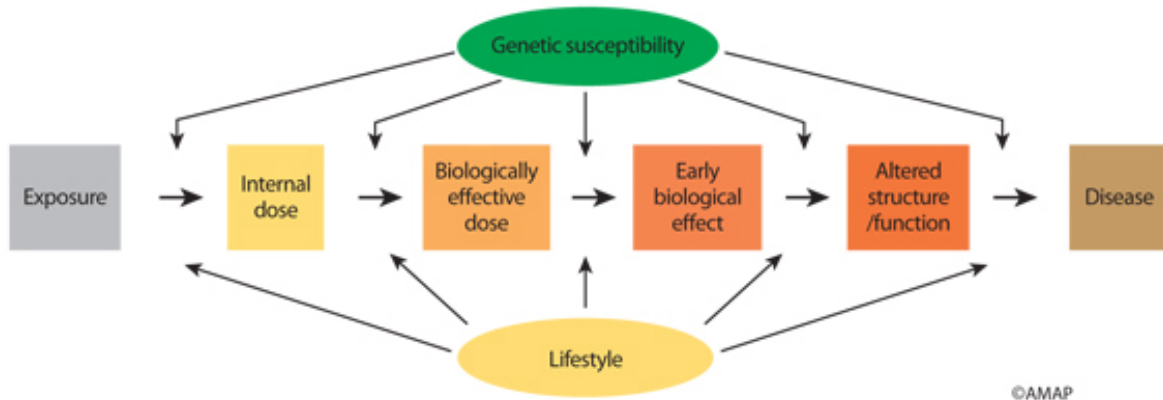 Genetic susceptibility
Exposure
Internal
dose
Biologically
effective
dose
Early
biological
effect
Altered
structure
/function
Disease
Lifestyle
©AMAP